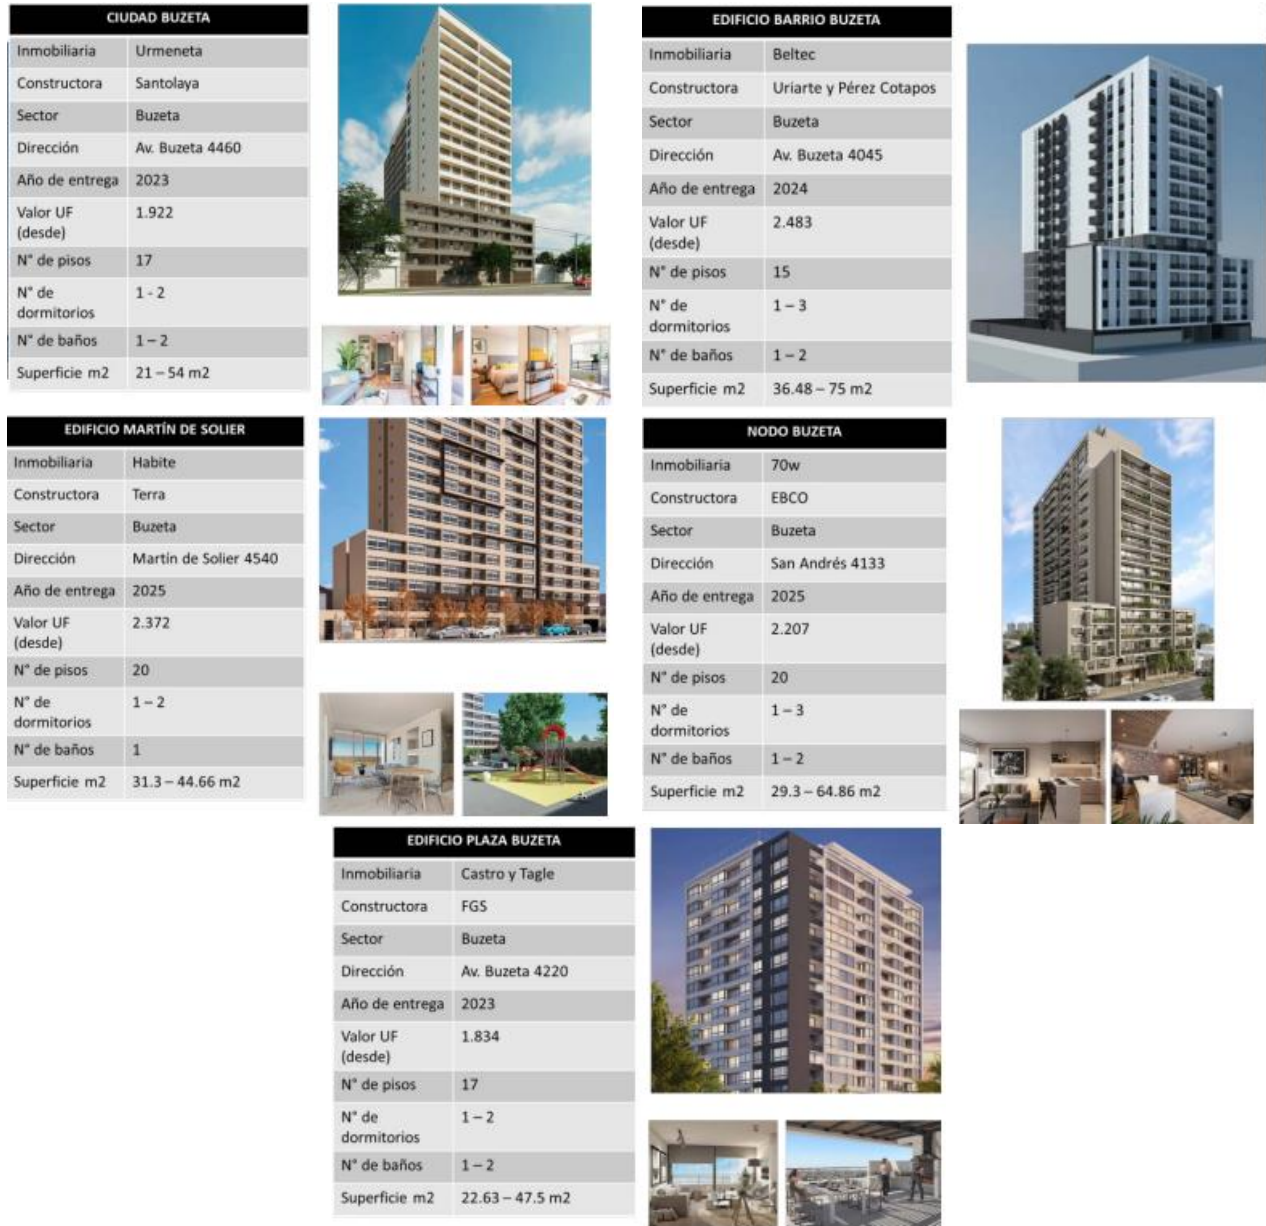 CIUDAD BUZETA
Inmobiliaria Urmeneta
Constructora Santolaya
Sector Buzeta
Dirección Av. Buzeta 4460
Año de entrega 2023
Valor UF 1.922
(desde)
N° de pisos 17
N° de 1 - 2
dormitorios
N° de baños 1 – 2
Superficie m2 21 – 54 m2
EDIFICIO BARRIO BUZETA
Inmobiliaria Beltec
Constructora Uriarte y Pérez Cotapos
Sector Buzeta
Dirección Av. Buzeta 4045
Año de entrega 2024
Valor UF 2.483
(desde)
N° de pisos 15
N° de 1 – 3
dormitorios
N° de baños 1 – 2
Superficie m2 36.48 – 75 m2
EDIFICIO MARTÍN DE SOLIER
Inmobiliaria Habite
Constructora Terra
Sector Buzeta
Dirección Martín de Solier 4540
Año de entrega 2025
Valor UF 2.372
(desde)
N° de pisos 20
N° de 1 – 2
dormitorios
N° de baños 1
Superficie m2 31.3 – 44.66 m2
NODO BUZETA
Inmobiliaria 70w
Constructora EBCO
Sector Buzeta
Dirección San Andrés 4133
Año de entrega 2025
Valor UF 2.207
(desde)
N° de pisos 20
N° de 1 – 3
dormitorios
N° de baños 1 – 2
Superficie m2 29.3 – 64.86 m2
EDIFICIO PLAZA BUZETA
Inmobiliaria Castro y Tagle
Constructora FGS
Sector Buzeta
Dirección Av. Buzeta 4220
Año de entrega 2023
Valor UF 1.834
(desde)
N° de pisos 17
N° de 1 – 2
dormitorios
N° de baños 1 – 2
Superficie m2 22.63 – 47.5 m2